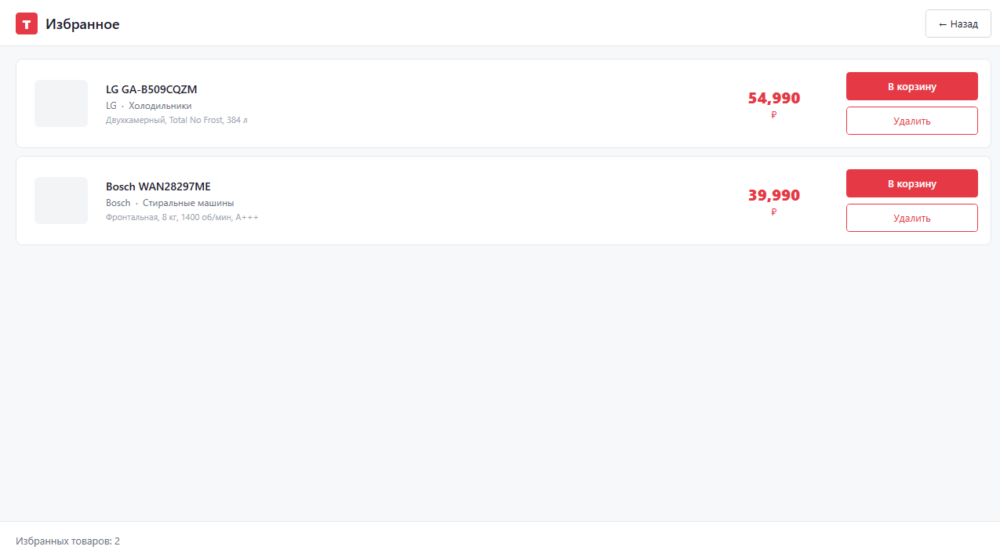 T Избранное
← Назад
LG GA-B509CQZM
LG · Холодильники
Двухкамерный, Total No Frost, 384 л
54,990
₽
В корзину
Удалить
Bosch WAN28297ME
Bosch · Стиральные машины
Фронтальная, 8 кг, 1400 об/мин, A+++
39,990
₽
В корзину
Удалить
Избранных товаров: 2